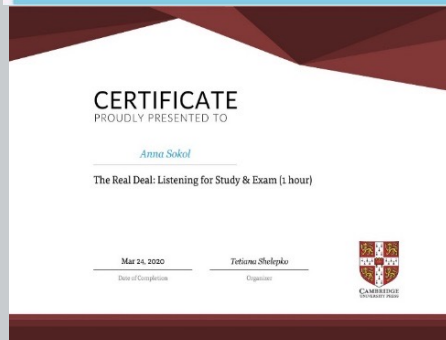 CERTIFICATE
PROUDLY PRESENTED TO
Anna Sokol
The Real Deal: Listening for Study & Exam (1 hour)
Mar 24, 2020
Tetiana Shelepko
Date of Completion
Organizer
CAMBRIDGE
UNIVERSITY PRESS